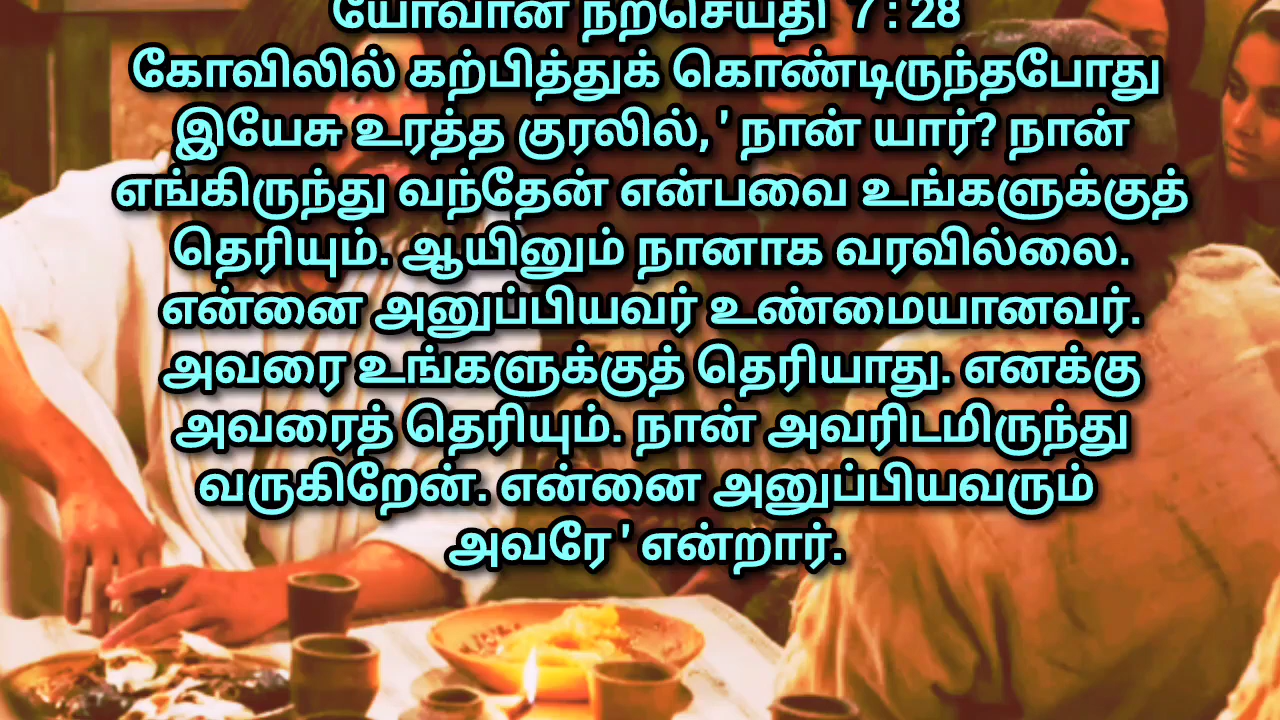 யோவான் நற்செய்தி 7 : 28
கோவிலில் கற்பித்துக் கொண்டிருந்தபோது
இயேசு உரத்த குரலில், ' நான் யார்? நான்
எங்கிருந்து வந்தேன் என்பவை உங்களுக்குத்
தெரியும். ஆயினும் நானாக வரவில்லை.
என்னை அனுப்பியவர் உண்மையானவர்.
அவரை உங்களுக்குத் தெரியாது. எனக்கு
அவரைத் தெரியும். நான் அவரிடமிருந்து
வருகிறேன். என்னை அனுப்பியவரும்
அவரே ' என்றார்.